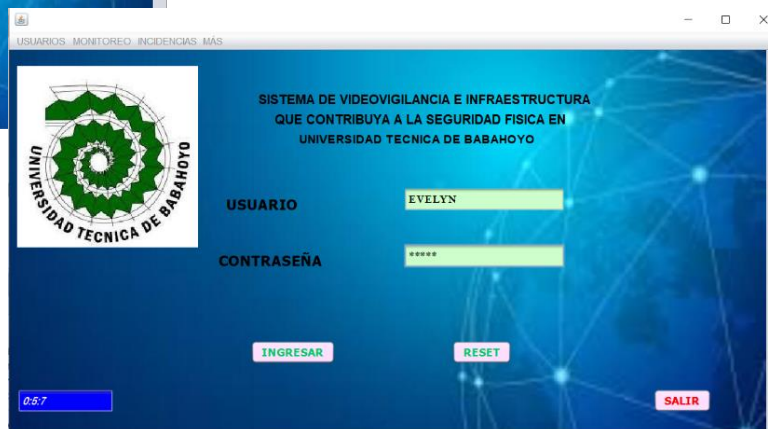 USUARIOS MONITOREO INCIDENCIAS MÁS
UNIVERSIDAD TECNICA DE BABAHOYO
SISTEMA DE VIDEOVIGILANCIA E INFRAESTRUCTURA
QUE CONTRIBUYA A LA SEGURIDAD FISICA EN
UNIVERSIDAD TECNICA DE BABAHOYO
USUARIO
EVELYN
CONTRASEÑA
*****
INGRESAR
RESET
0:5:7
SALIR